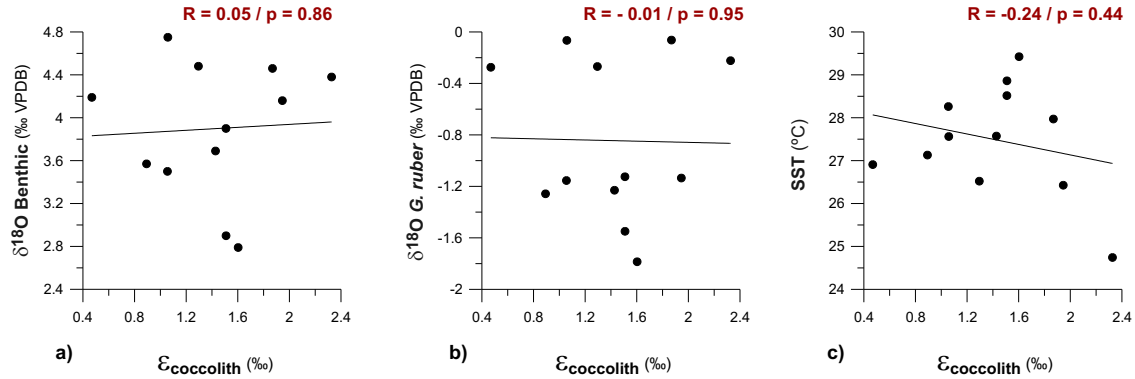 R = 0.05 / p = 0.86
4.8
4.4
4
3.6
3.2
2.8
2.4
δ18O Benthic (‰ VPDB)
0.4 0.8 1.2 1.6 2 2.4
a)
εcoccolith (‰)
R = - 0.01 / p = 0.95
0
-0.4
-0.8
-1.2
-1.6
-2
δ18O G. ruber (‰ VPDB)
0.4 0.8 1.2 1.6 2 2.4
b)
εcoccolith (‰)
R = -0.24 / p = 0.44
30
29
28
27
26
25
24
SST (ºC)
0.4 0.8 1.2 1.6 2 2.4
c)
εcoccolith (‰)